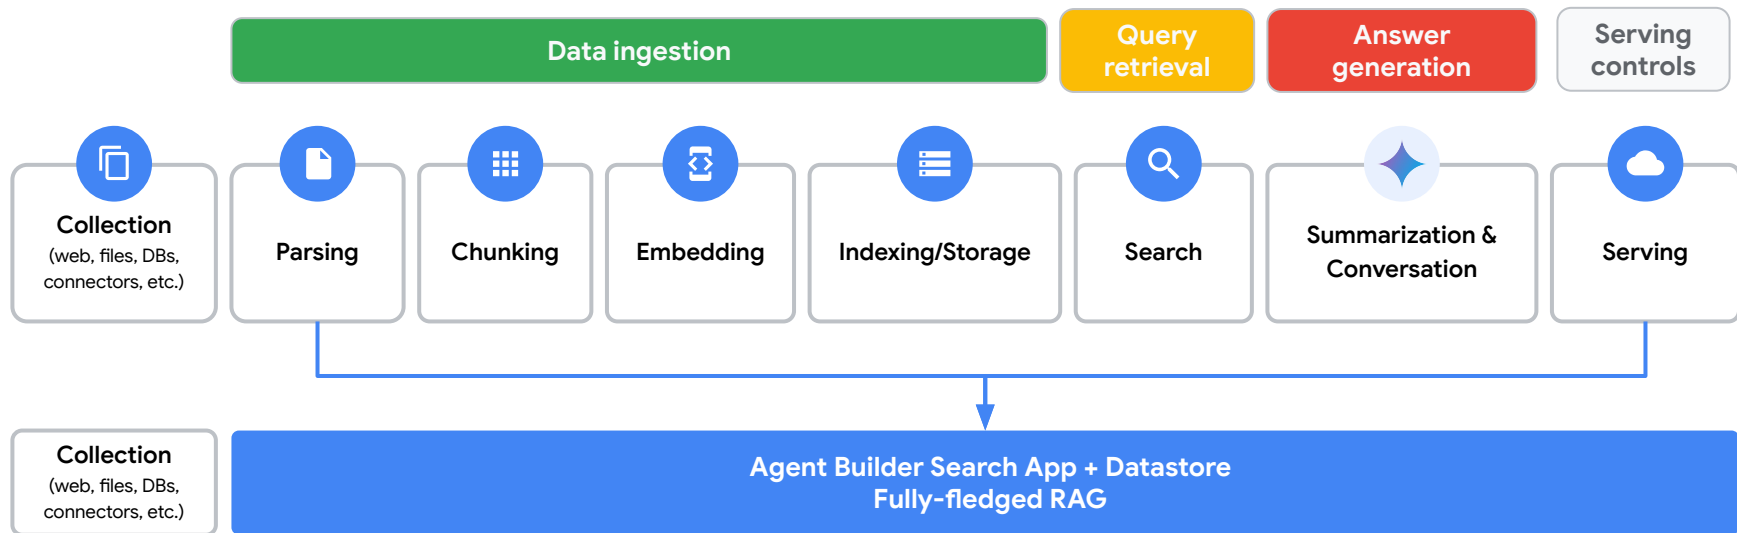 Data ingestion
Query
retrieval
Answer
generation
Serving
controls
Collection
(web, files, DBs,
connectors, etc.)
Parsing
Chunking
Embedding
Indexing/Storage
Search
Summarization &
Conversation
Serving
Collection
(web, files, DBs,
connectors, etc.)
Agent Builder Search App + Datastore
Fully-fledged RAG